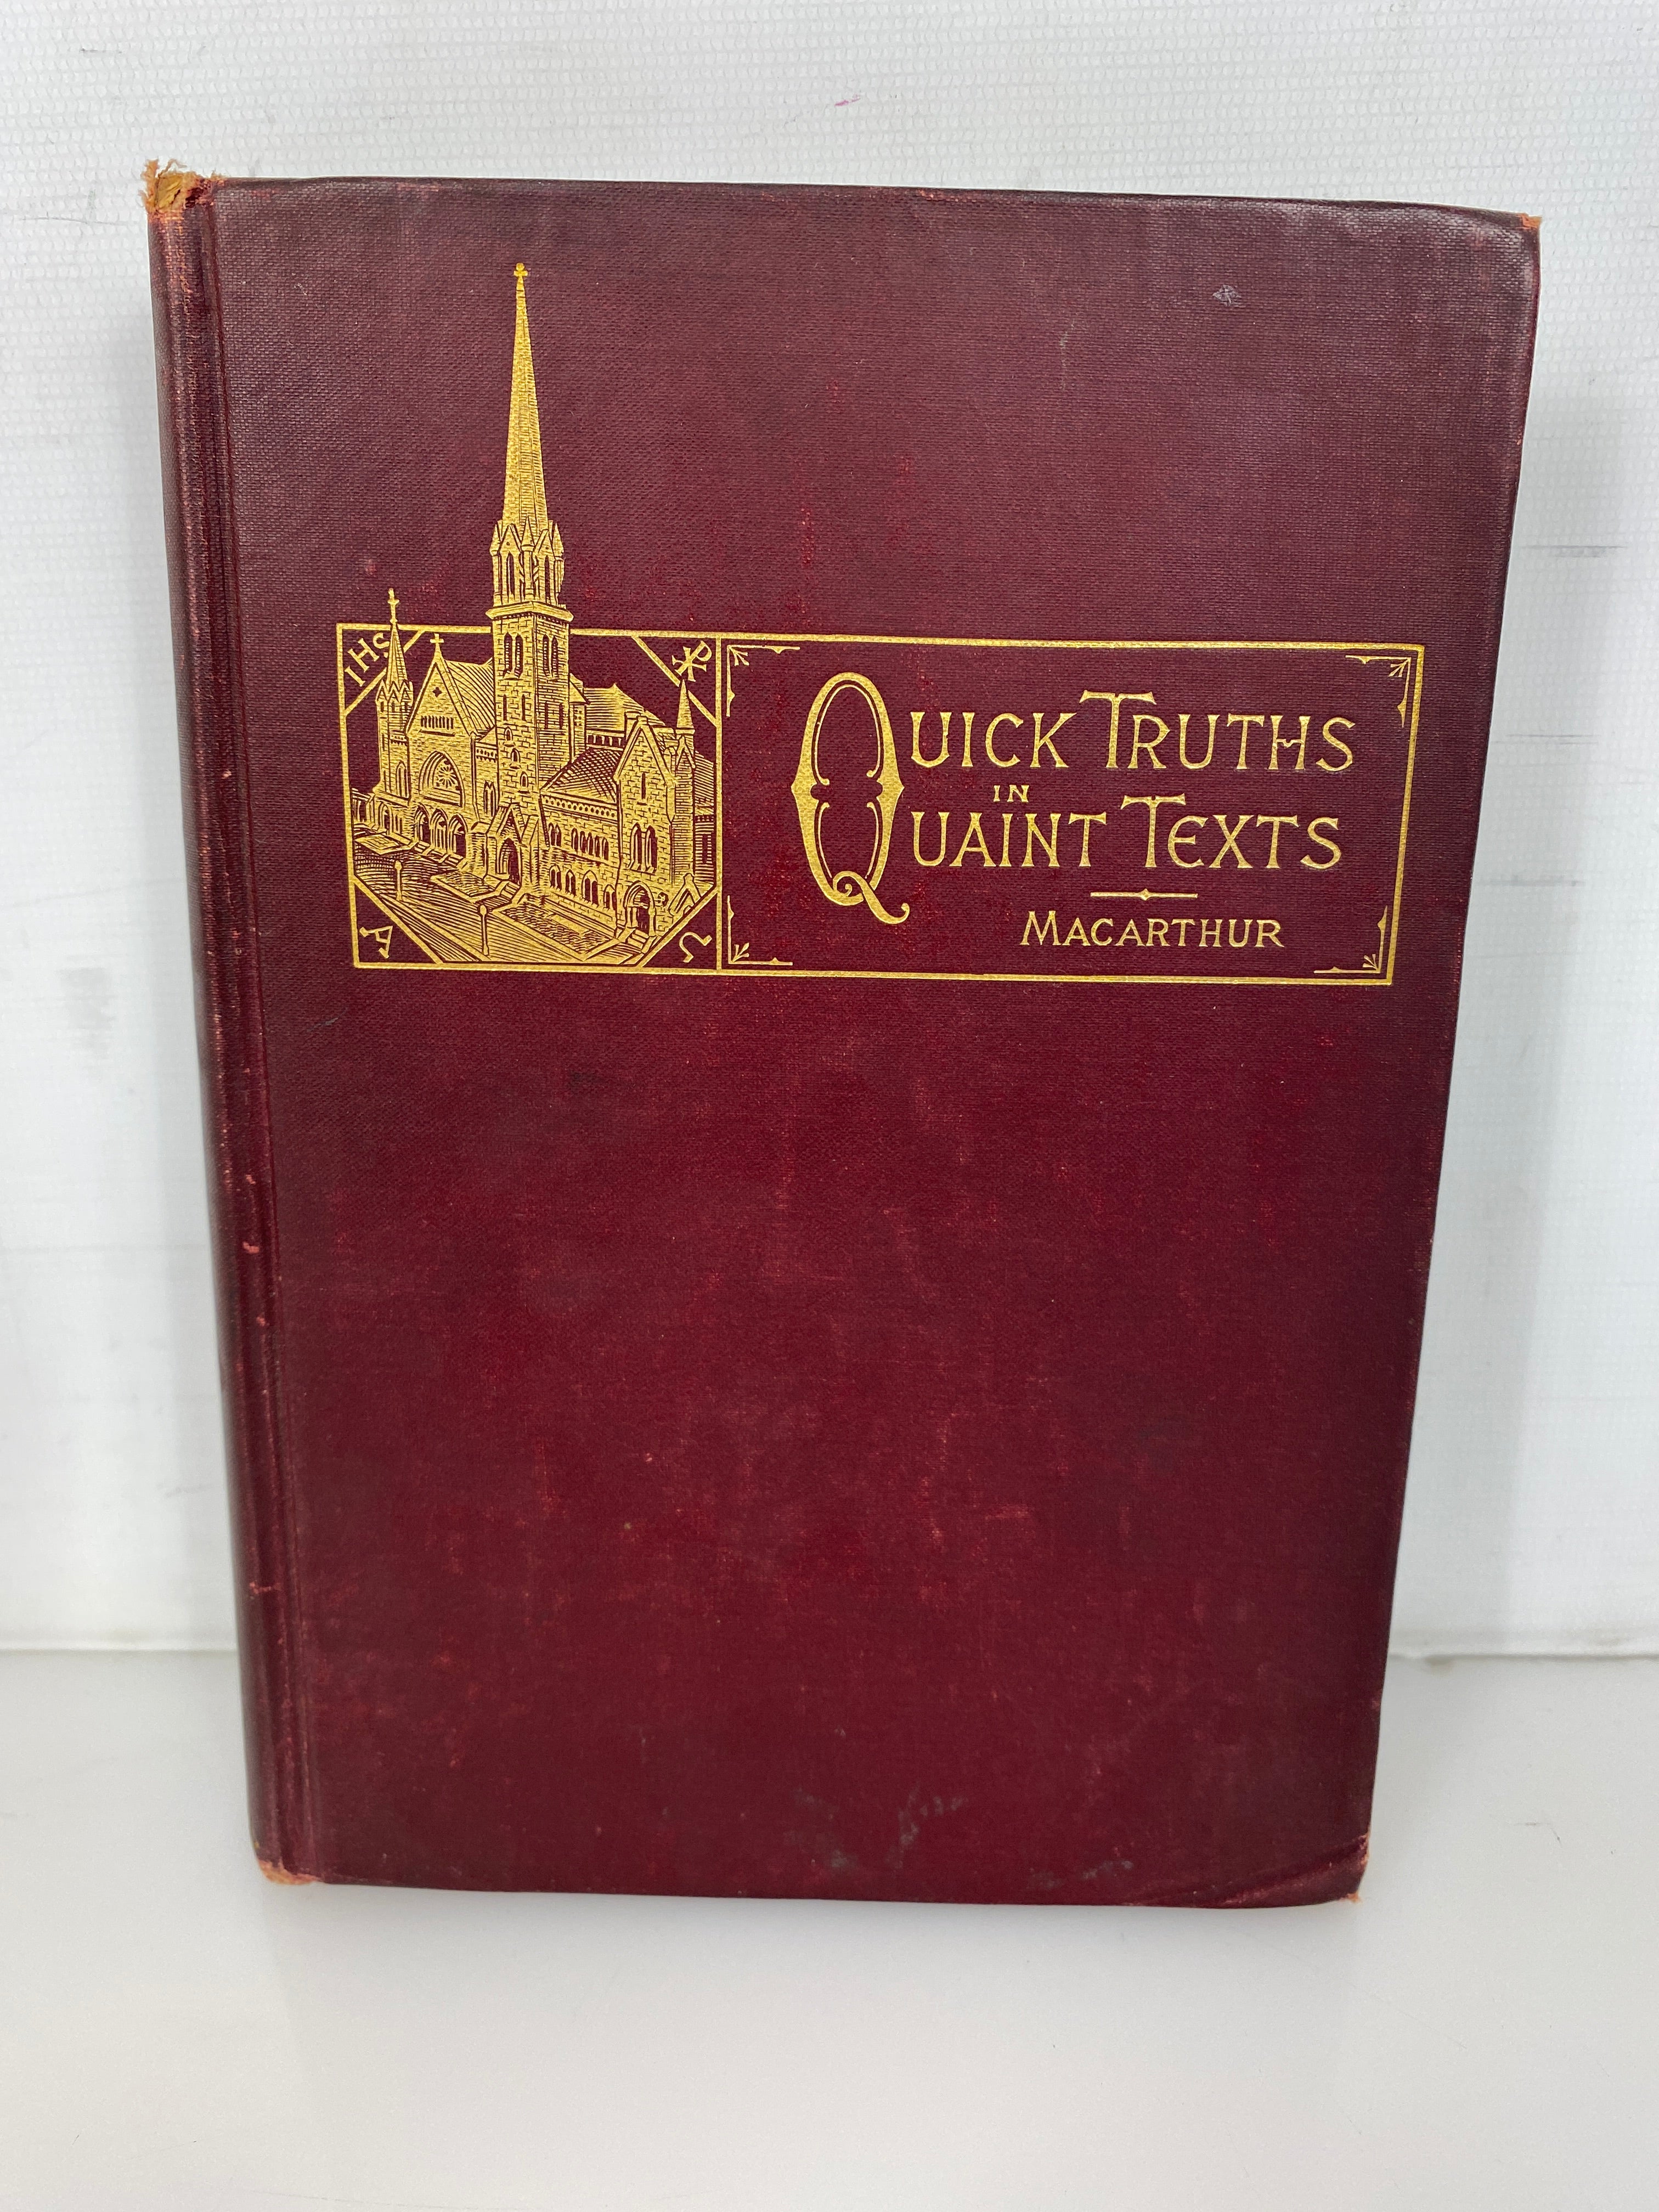 IHS
☧
QUICK TRUTHS
IN
QUAINT TEXTS
MACARTHUR
A
Ω